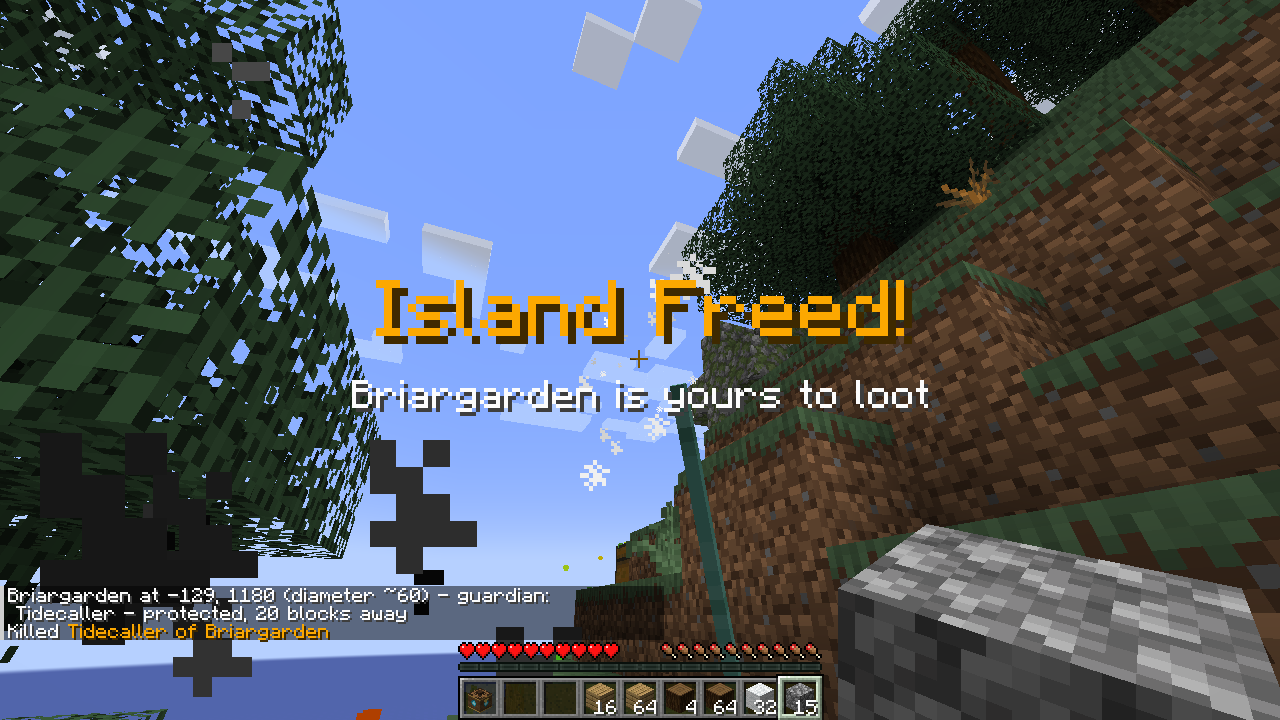 Island Freed!
Briargarden is yours to loot
Briargarden at -129, 1180 (diameter ~60) - guardian:
Tidecaller - protected, 20 blocks away
Killed Tidecaller of Briargarden
16 64 4 64 32 15